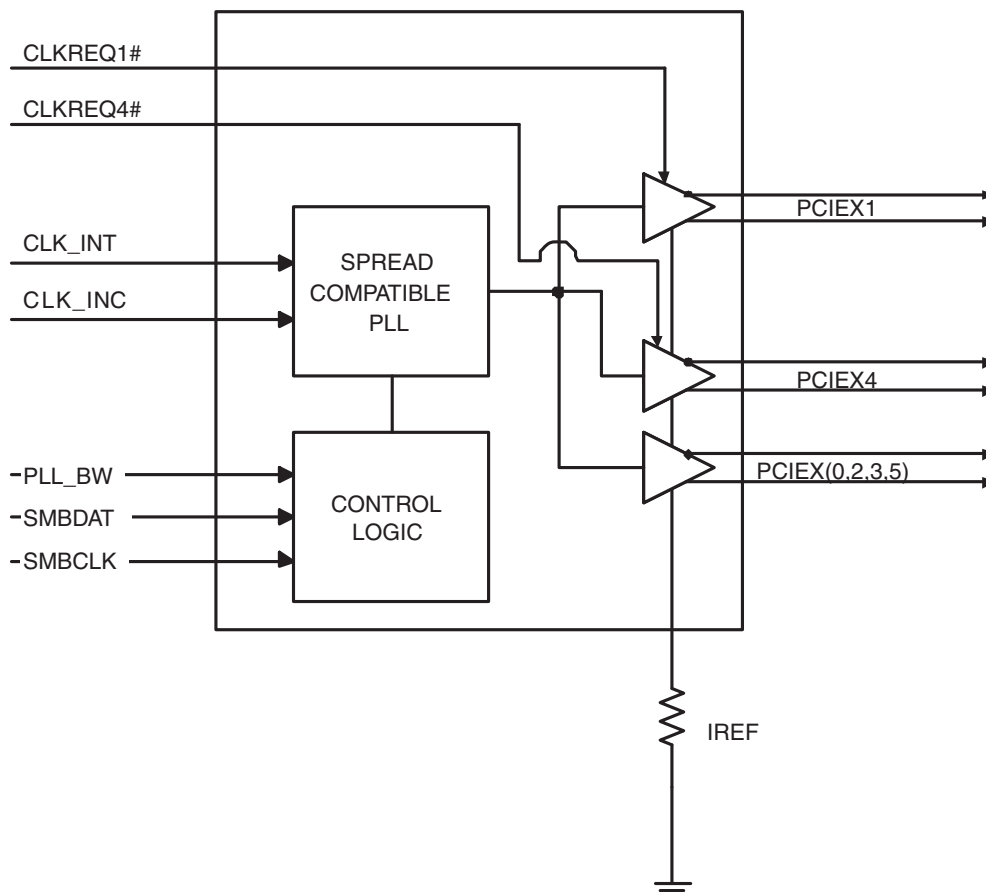 CLKREQ1#
CLKREQ4#
PCIEX1
CLK_INT
SPREAD
COMPATIBLE
PLL
CLK_INC
PCIEX4
PLL_BW
PCIEX(0,2,3,5)
CONTROL
LOGIC
SMBDAT
SMBCLK
IREF